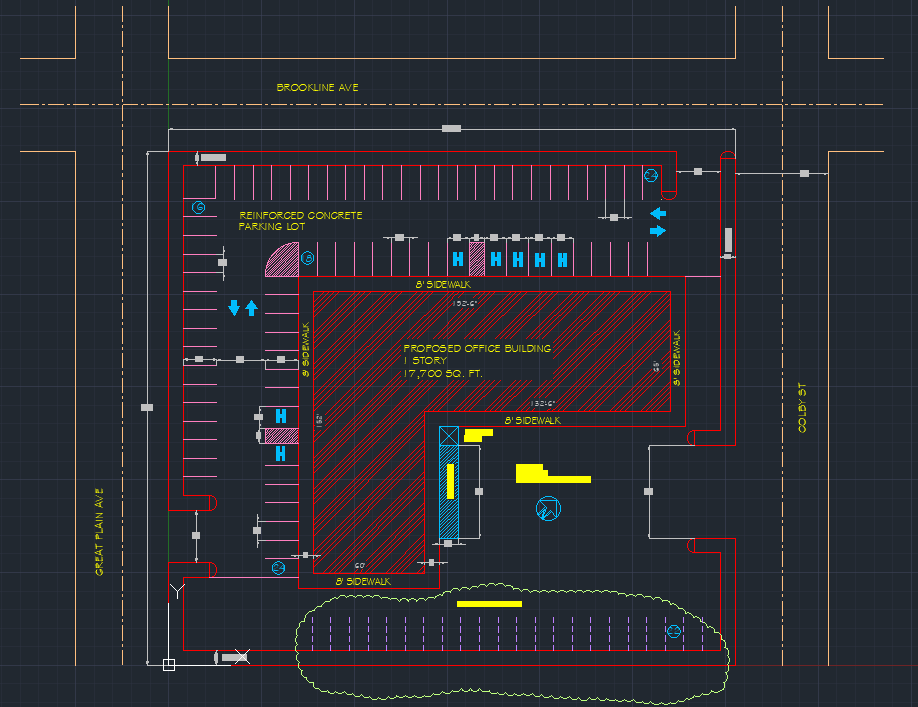 BROOKLINE AVE
REINFORCED CONCRETE
PARKING LOT
H
H
H
H
H
8' SIDEWALK
192'-6"
8' SIDEWALK
PROPOSED OFFICE BUILDING
1 STORY
17,700 SQ. FT.
65'
8' SIDEWALK
132'-6"
152'
8' SIDEWALK
COLBY ST
H
H
GREAT PLAIN AVE
60'
8' SIDEWALK
Y
X